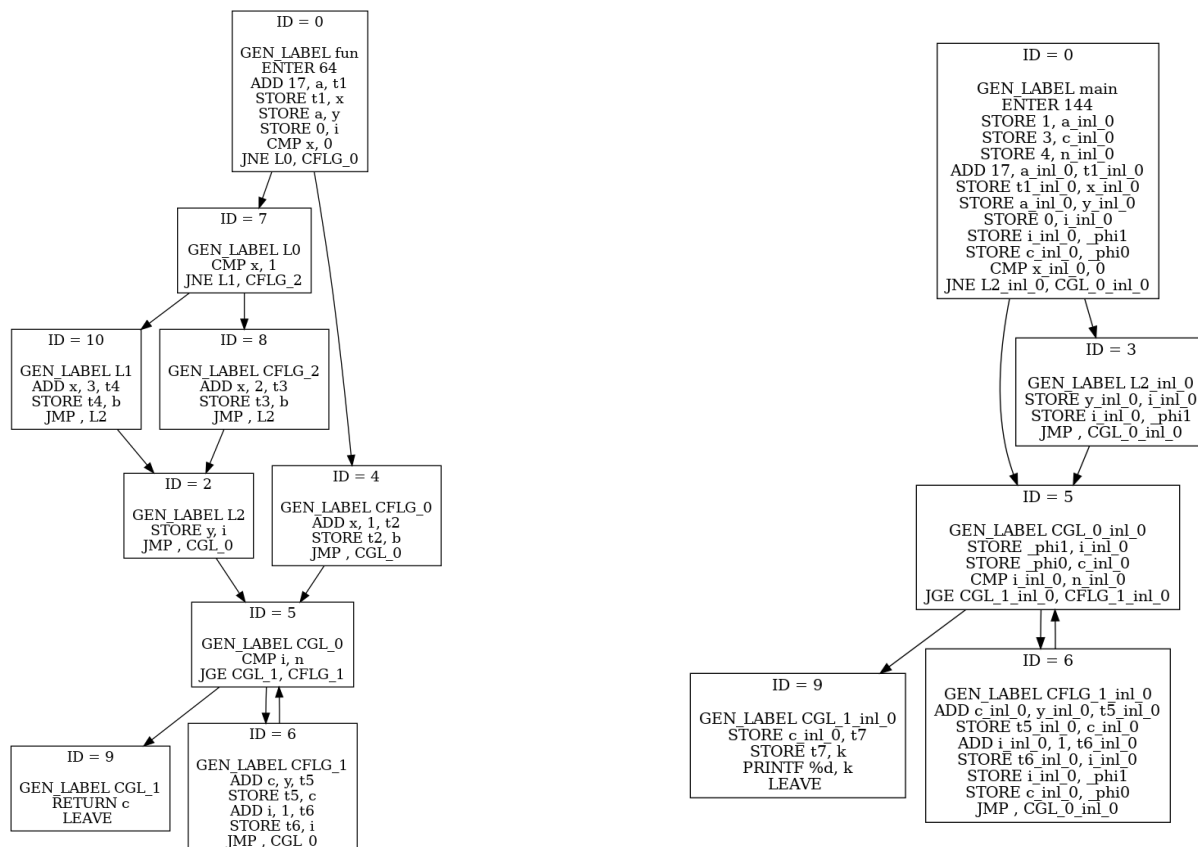 ID = 0
GEN_LABEL fun
ENTER 64
ADD 17, a, t1
STORE t1, x
STORE a, y
STORE 0, i
CMP x, 0
JNE L0, CFLG_0
ID = 7
GEN_LABEL L0
CMP x, 1
JNE L1, CFLG_2
ID = 10
GEN_LABEL L1
ADD x, 3, t4
STORE t4, b
JMP , L2
ID = 8
GEN_LABEL CFLG_2
ADD x, 2, t3
STORE t3, b
JMP , L2
ID = 2
GEN_LABEL L2
STORE y, i
JMP , CGL_0
ID = 4
GEN_LABEL CFLG_0
ADD x, 1, t2
STORE t2, b
JMP , CGL_0
ID = 5
GEN_LABEL CGL_0
CMP i, n
JGE CGL_1, CFLG_1
ID = 9
GEN_LABEL CGL_1
RETURN c
LEAVE
ID = 6
GEN_LABEL CFLG_1
ADD c, y, t5
STORE t5, c
ADD i, 1, t6
STORE t6, i
JMP , CGL_0
ID = 0
GEN_LABEL main
ENTER 144
STORE 1, a_inl_0
STORE 3, c_inl_0
STORE 4, n_inl_0
ADD 17, a_inl_0, t1_inl_0
STORE t1_inl_0, x_inl_0
STORE a_inl_0, y_inl_0
STORE 0, i_inl_0
STORE i_inl_0, _phi1
STORE c_inl_0, _phi0
CMP x_inl_0, 0
JNE L2_inl_0, CGL_0_inl_0
ID = 3
GEN_LABEL L2_inl_0
STORE y_inl_0, i_inl_0
STORE i_inl_0, _phi1
JMP , CGL_0_inl_0
ID = 5
GEN_LABEL CGL_0_inl_0
STORE _phi1, i_inl_0
STORE _phi0, c_inl_0
CMP i_inl_0, n_inl_0
JGE CGL_1_inl_0, CFLG_1_inl_0
ID = 9
GEN_LABEL CGL_1_inl_0
STORE c_inl_0, t7
STORE t7, k
PRINTF %d, k
LEAVE
ID = 6
GEN_LABEL CFLG_1_inl_0
ADD c_inl_0, y_inl_0, t5_inl_0
STORE t5_inl_0, c_inl_0
ADD i_inl_0, 1, t6_inl_0
STORE t6_inl_0, i_inl_0
STORE i_inl_0, _phi1
STORE c_inl_0, _phi0
JMP , CGL_0_inl_0